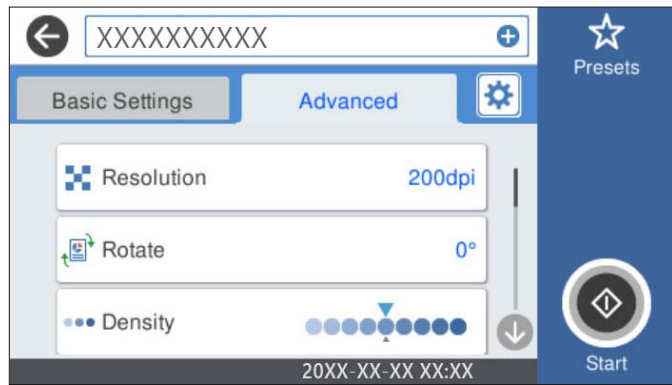 XXXXXXXXXX
Presets
Basic Settings
Advanced
Resolution 200dpi
Rotate 0°
Density
20XX-XX-XX XX:XX
Start